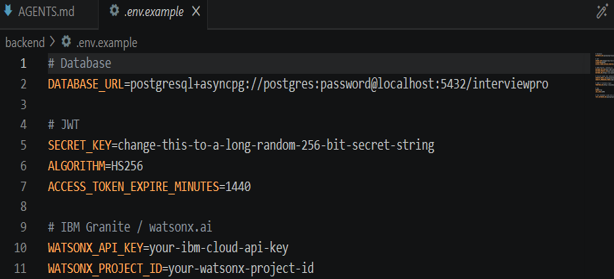 AGENTS.md .env.example
backend > .env.example
1 # Database
2 DATABASE_URL=postgresql+asyncpg://postgres:password@localhost:5432/interviewpro
3
4 # JWT
5 SECRET_KEY=change-this-to-a-long-random-256-bit-secret-string
6 ALGORITHM=HS256
7 ACCESS_TOKEN_EXPIRE_MINUTES=1440
8
9 # IBM Granite / watsonx.ai
10 WATSONX_API_KEY=your-ibm-cloud-api-key
11 WATSONX_PROJECT_ID=your-watsonx-project-id